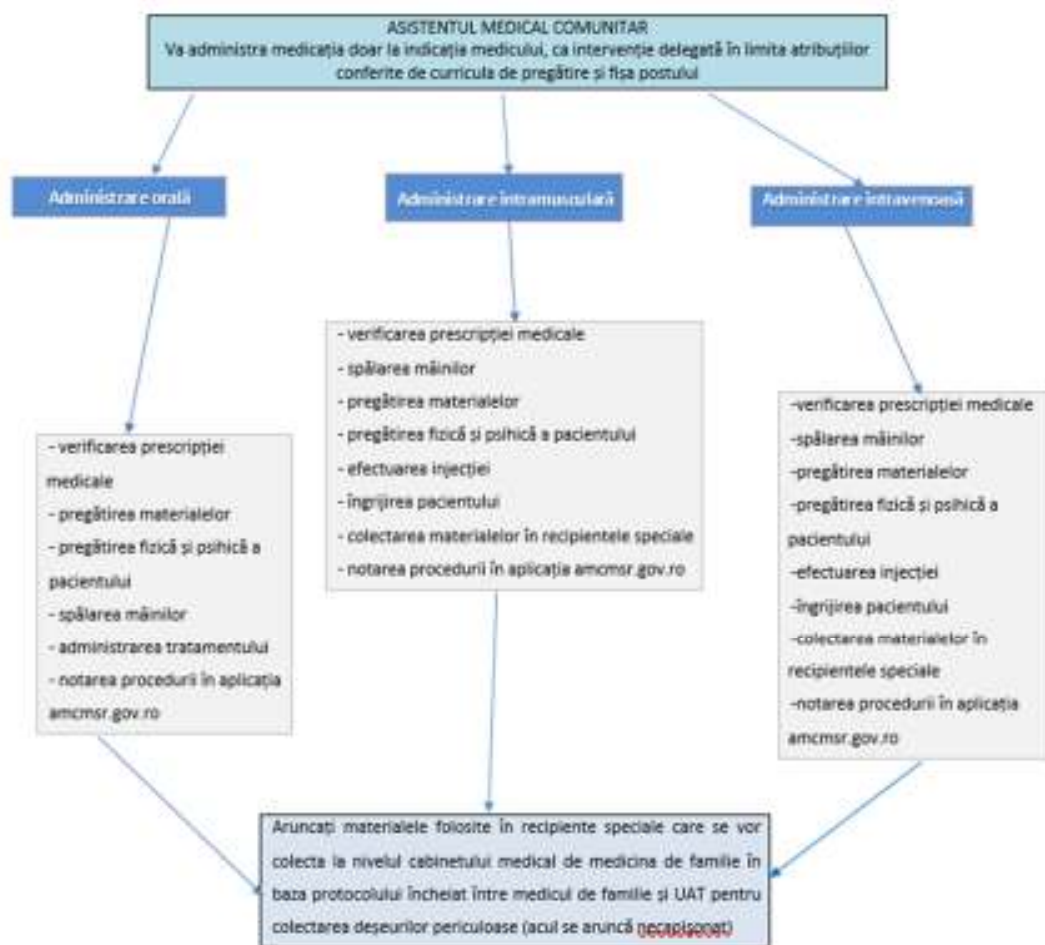 ASISTENTUL MEDICAL COMUNITAR
Va administra medicația doar la indicația medicului, ca intervenție delegată în limita atribuțiilor
conferite de curricula de pregătire și fișa postului
Administrare orală
Administrare intramusculară
Administrare intravenoasă
- verificarea prescripției
medicale
- pregătirea materialelor
- pregătirea fizică și psihică a
pacientului
- spălarea mâinilor
- administrarea tratamentului
- notarea procedurii în aplicația
amcmsr.gov.ro
- verificarea prescripției medicale
- spălarea mâinilor
- pregătirea materialelor
- pregătirea fizică și psihică a pacientului
- efectuarea injecției
- îngrijirea pacientului
- colectarea materialelor în recipientele speciale
- notarea procedurii în aplicația amcmsr.gov.ro
-verificarea prescripției medicale
-spălarea mâinilor
-pregătirea materialelor
-pregătirea fizică și psihică a
pacientului
-efectuarea injecției
-îngrijirea pacientului
-colectarea materialelor în
recipientele speciale
-notarea procedurii în aplicația
amcmsr.gov.ro
Aruncați materialele folosite în recipiente speciale care se vor
colecta la nivelul cabinetului medical de medicina de familie în
baza protocolului încheiat între medicul de familie și UAT pentru
colectarea deșeurilor periculoase (acul se aruncă necapișonat)